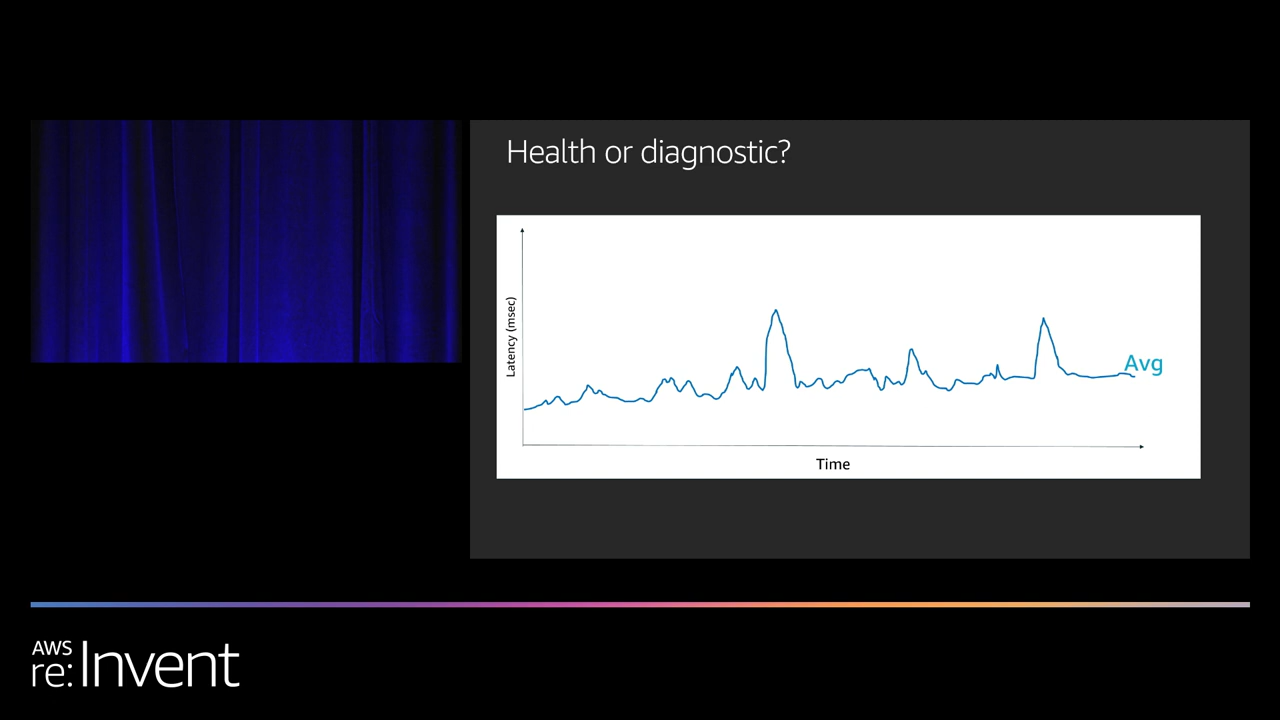 Health or diagnostic?
Latency (msec)
Avg
Time
AWS
re:Invent